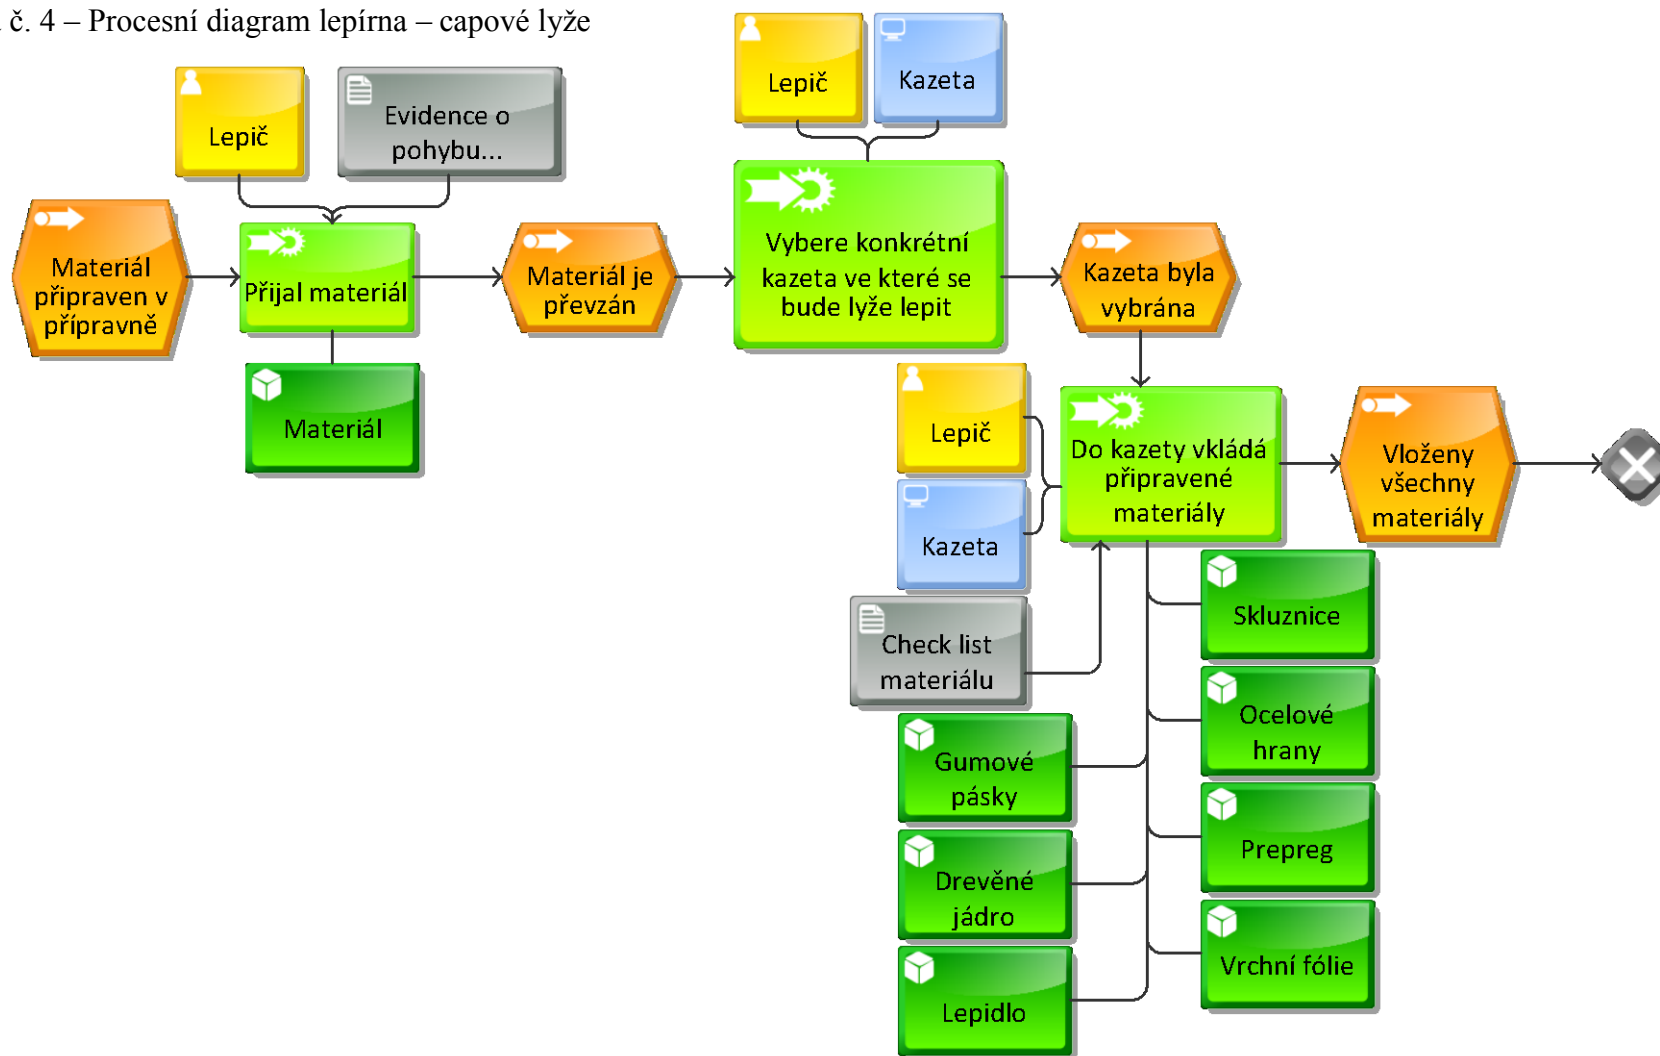 č. 4 – Procesní diagram lepírna – capové lyže
Lepič
Kazeta
Lepič
Evidence o
pohybu...
Materiál
připraven v
přípravně
Přijal materiál
Materiál je
převzán
Vybere konkrétní
kazeta ve které se
bude lyže lepit
Kazeta byla
vybrána
Materiál
Lepič
Do kazety vkládá
připravené
materiály
Vloženy
všechny
materiály
Kazeta
Check list
materiálu
Skluznice
Ocelové
hrany
Gumové
pásky
Prepreg
Drevěné
jádro
Vrchní fólie
Lepidlo